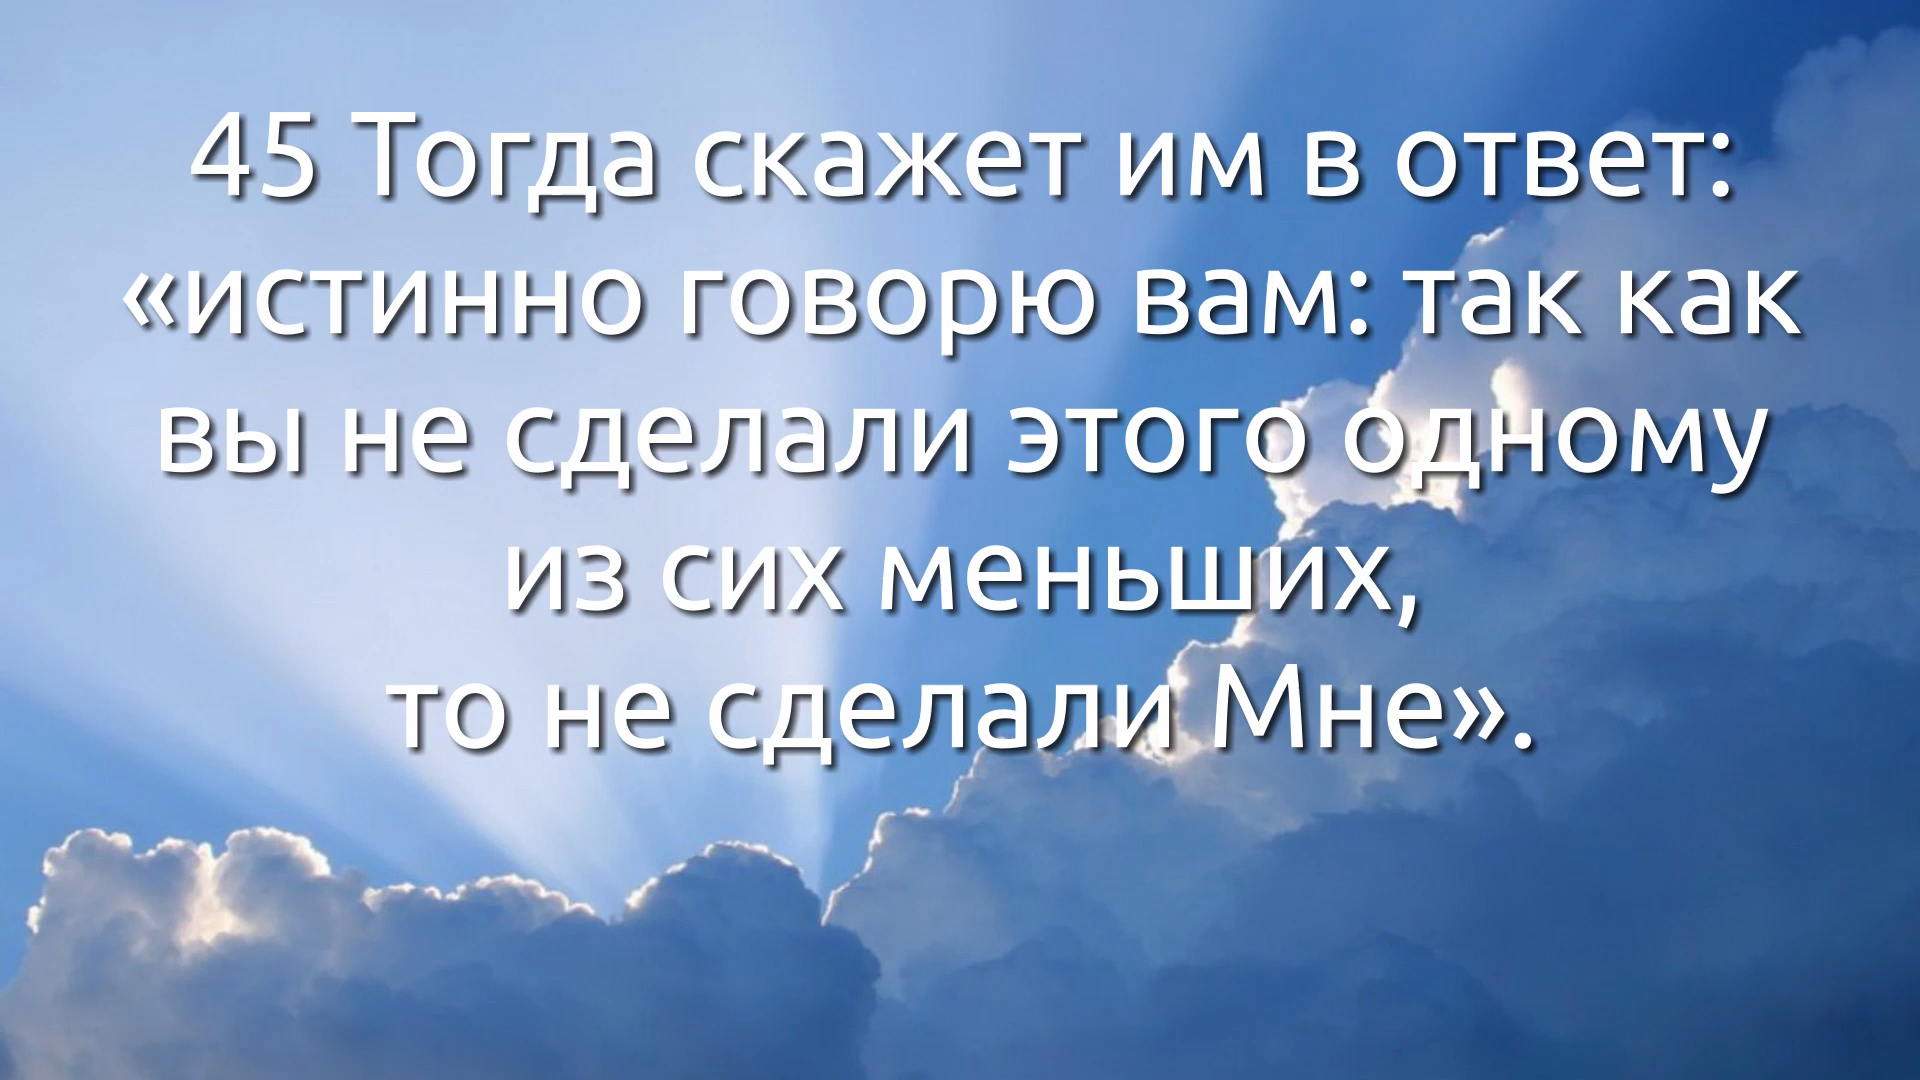 45 Тогда скажет им в ответ:
«истинно говорю вам: так как
вы не сделали этого одному
из сих меньших,
то не сделали Мне».